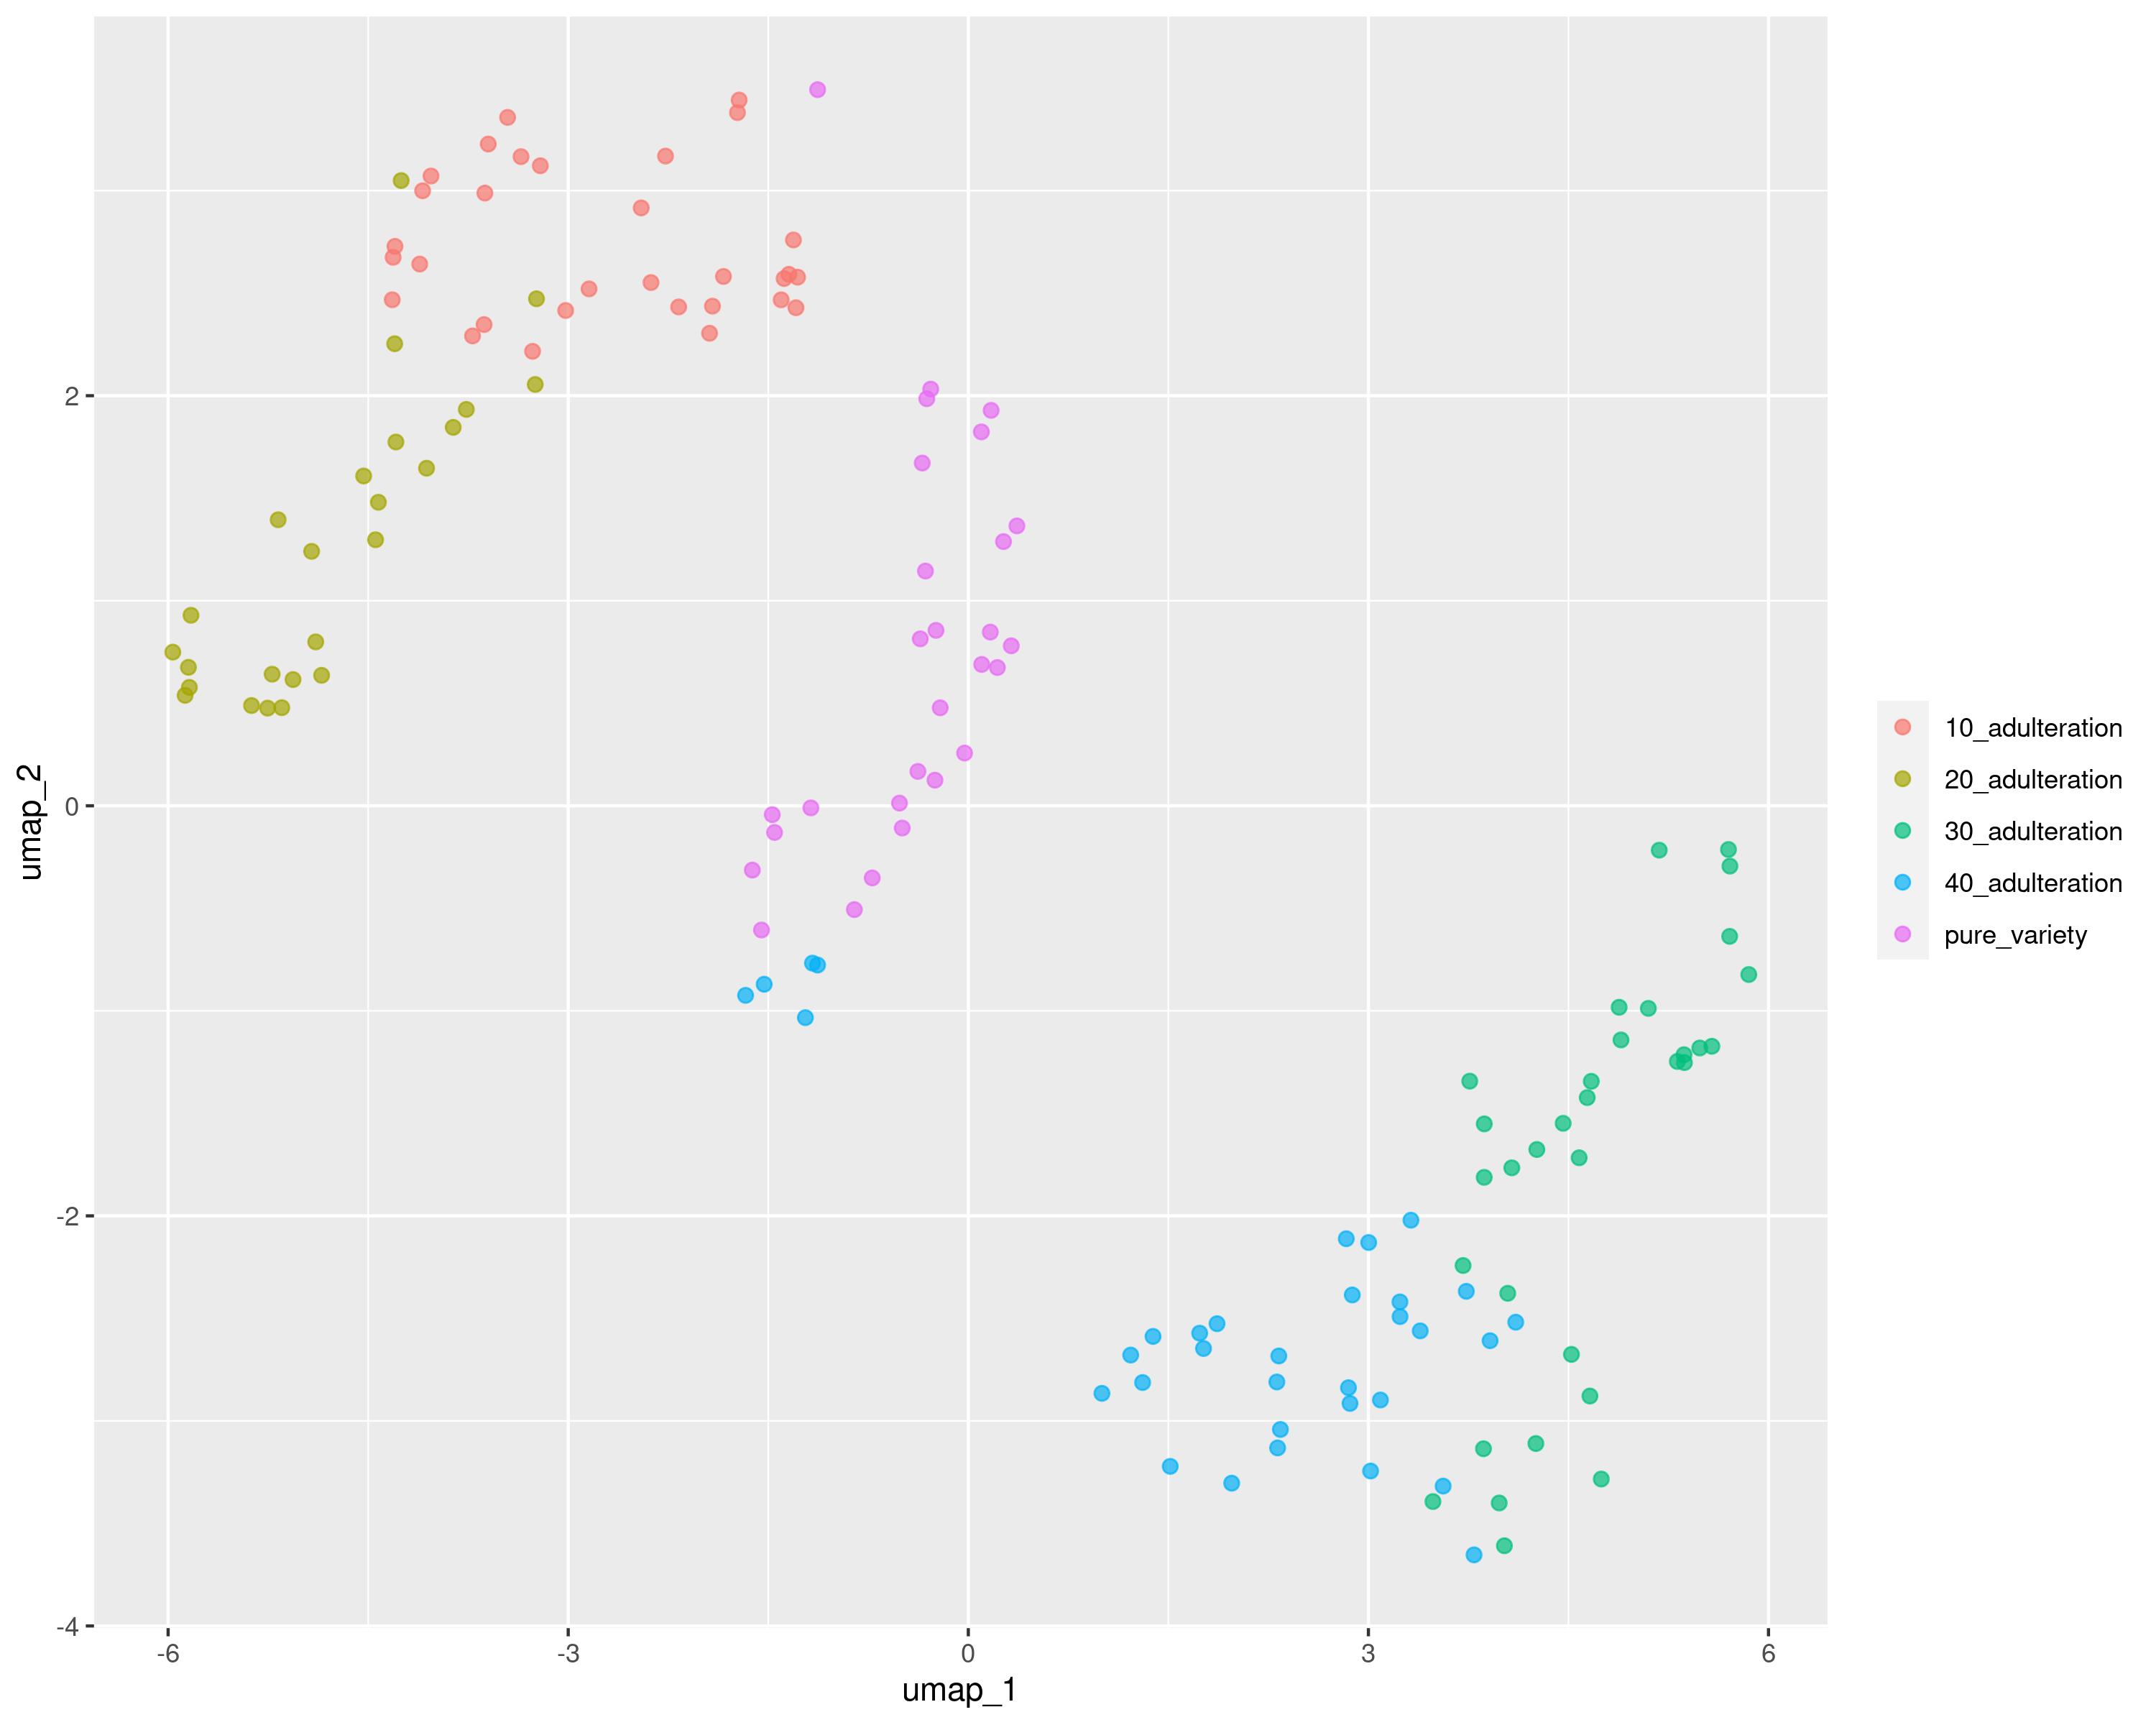 umap_2
2
0
-2
-4
-6
-3
0
3
6
umap_1
10_adulteration
20_adulteration
30_adulteration
40_adulteration
pure_variety